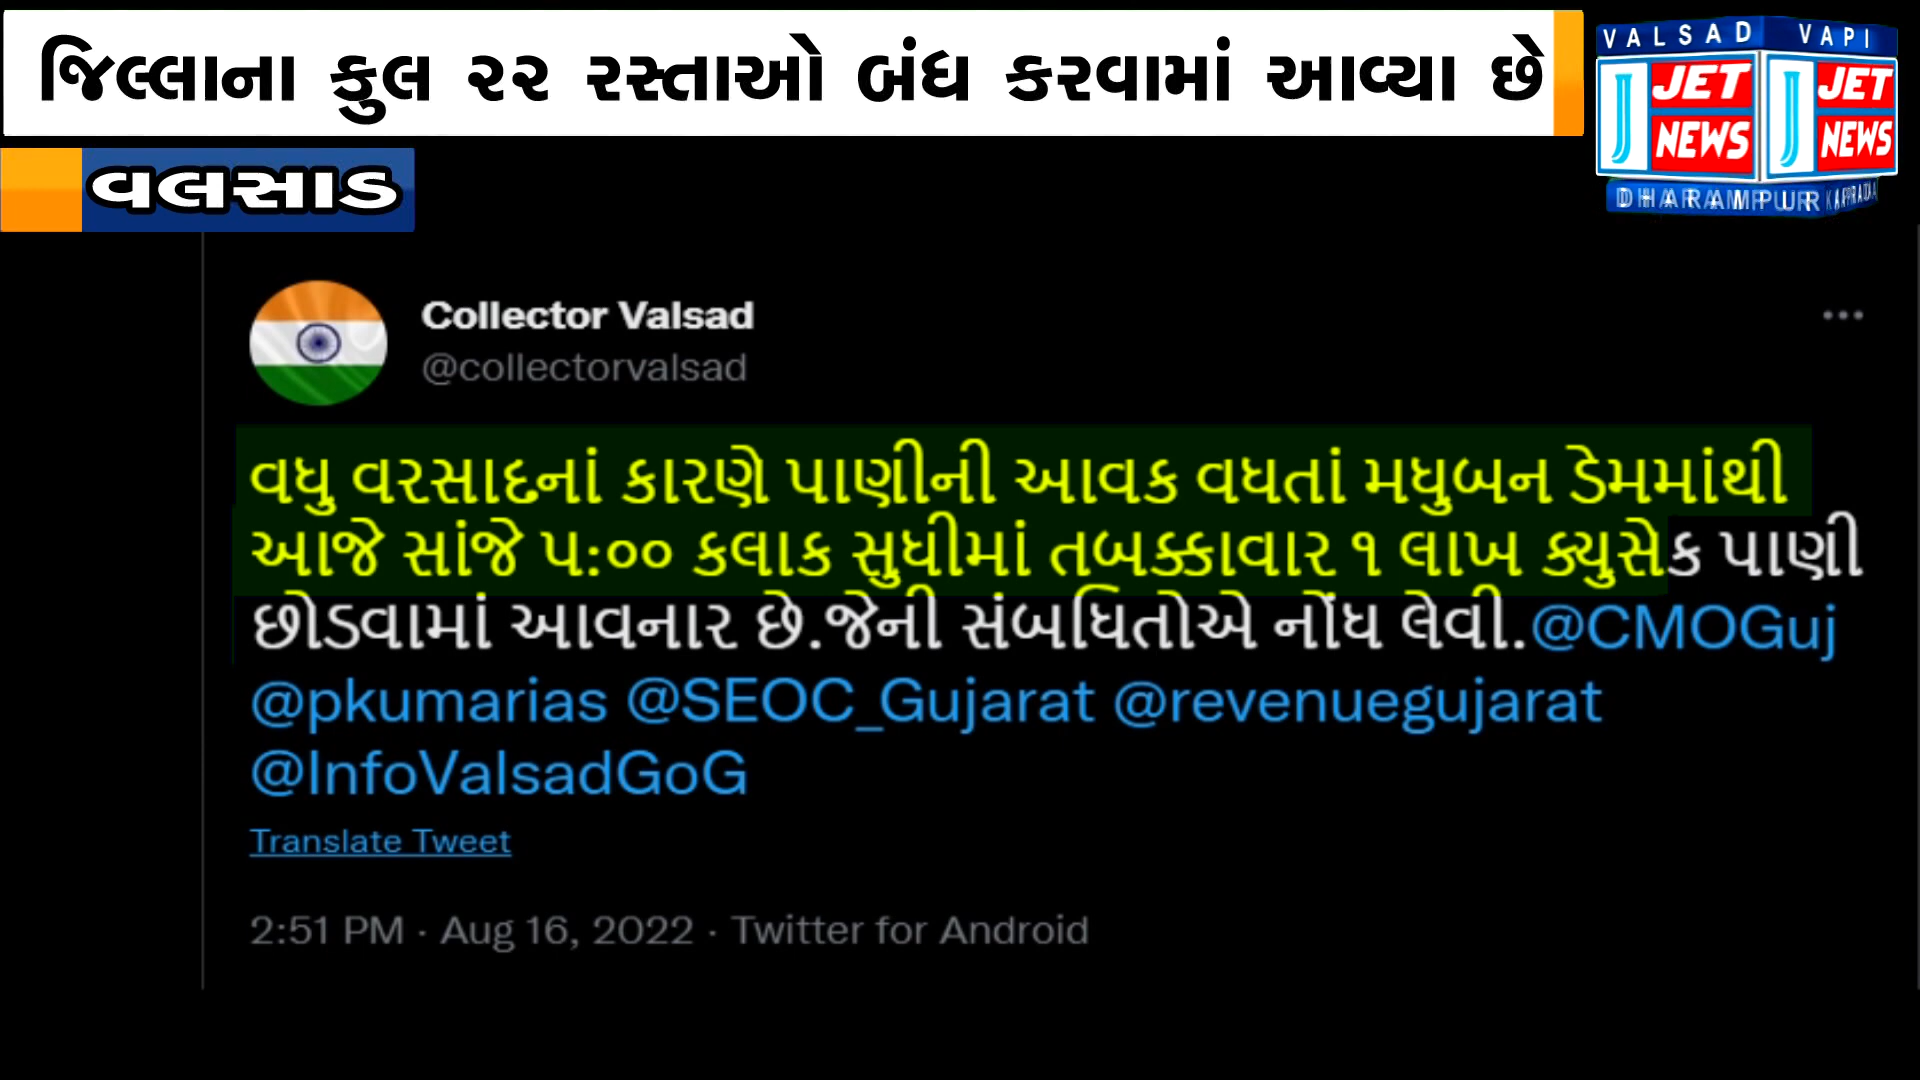 જિલ્લાના કુલ ૨૨ રસ્તાઓ બંધ કરવામાં આવ્યા છે
VALSAD VAPI
J JET NEWS J JET NEWS
DHARAMPUR
વલસાડ
Collector Valsad
@collectorvalsad
વધુ વરસાદનાં કારણે પાણીની આવક વધતાં મધુબન ડેમમાંથી
આજે સાંજે ૫:૦૦ કલાક સુધીમાં તબક્કાવાર ૧ લાખ ક્યુસેક પાણી
છોડવામાં આવનાર છે.જેની સંબધિતોએ નોંધ લેવી.@CMOGuj
@pkumarias @SEOC_Gujarat @revenuegujarat
@InfoValsadGoG
Translate Tweet
2:51 PM · Aug 16, 2022 · Twitter for Android